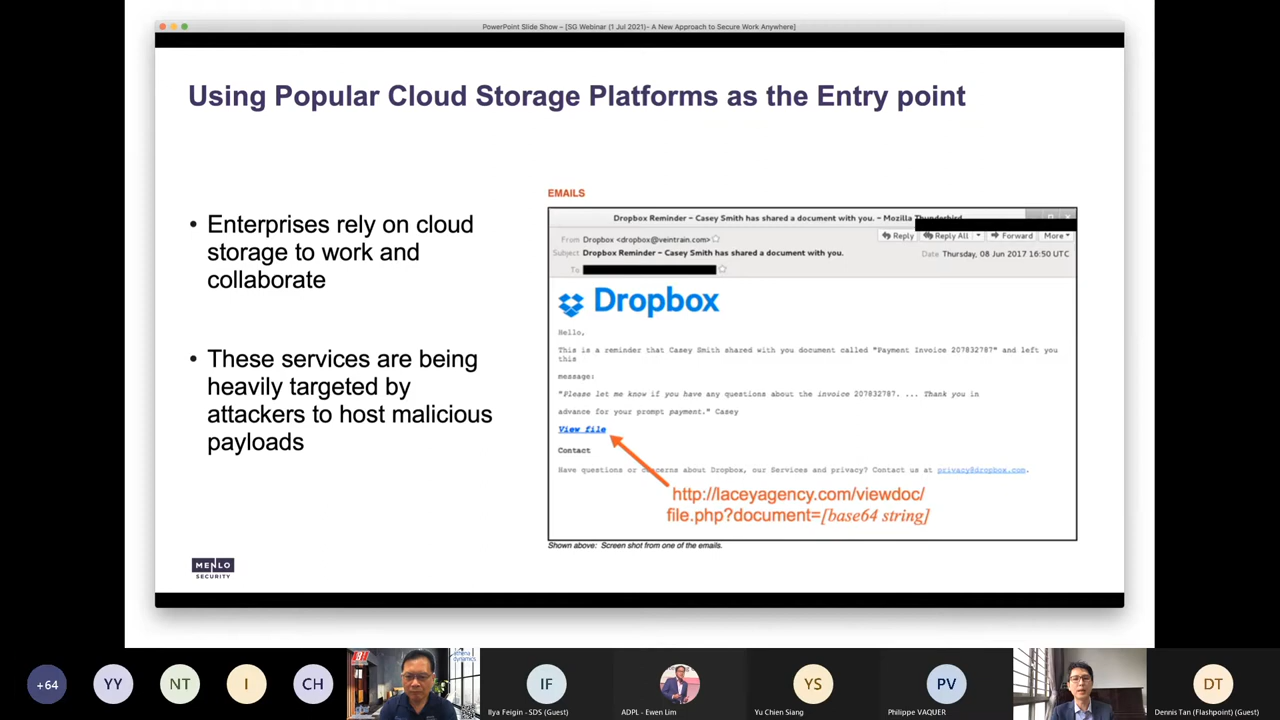 PowerPoint Slide Show – [SG Webinar (1 Jul 2021)- A New Approach to Secure Work Anywhere]
Using Popular Cloud Storage Platforms as the Entry point
• Enterprises rely on cloud
storage to work and
collaborate
• These services are being
heavily targeted by
attackers to host malicious
payloads
EMAILS
Dropbox Reminder – Casey Smith has shared a document with you. – Mozilla Thunderbird
From Dropbox <dropbox@veintrain.com>
Reply Reply All Forward More
Subject Dropbox Reminder – Casey Smith has shared a document with you.
Date Thursday, 08 Jun 2017 16:50 UTC
To
Dropbox
Hello,
This is a reminder that Casey Smith shared with you document called "Payment Invoice 207832787" and left you
this
message:
"Please let me know if you have any questions about the invoice 207832787, ... Thank you in
advance for your prompt payment." Casey
View file
Contact
Have questions or concerns about Dropbox, our Services and privacy? Contact us at privacy@dropbox.com.
http://laceyagency.com/viewdoc/
file.php?document=[base64 string]
Shown above: Screen shot from one of the emails.
MENLO
SECURITY
+64
YY
NT
I
CH
athena
dynamics
IF
Ilya Feigin - SDS (Guest)
ADPL - Ewen Lim
YS
Yu Chien Siang
PV
Philippe VAQUER
DT
Dennis Tan (Flashpoint) (Guest)